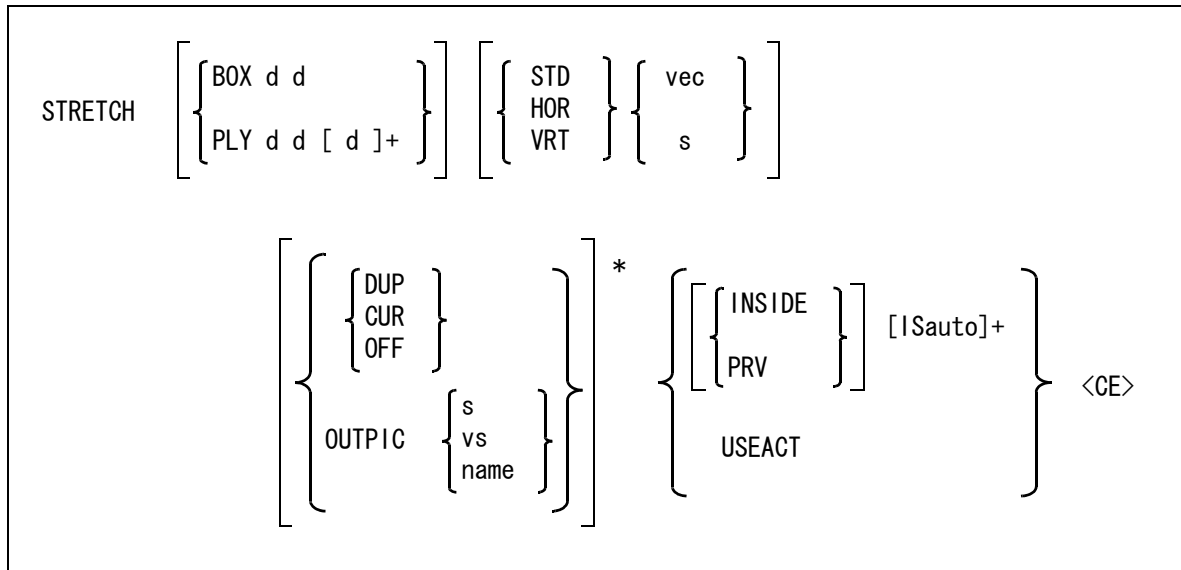 BOX d d STD vec
STRETCH HOR
PLY d d [ d ]+ VRT s
*
DUP
CUR INSIDE
OFF [ISauto]+
PRV
s <CE>
OUTPIC vs USEACT
name